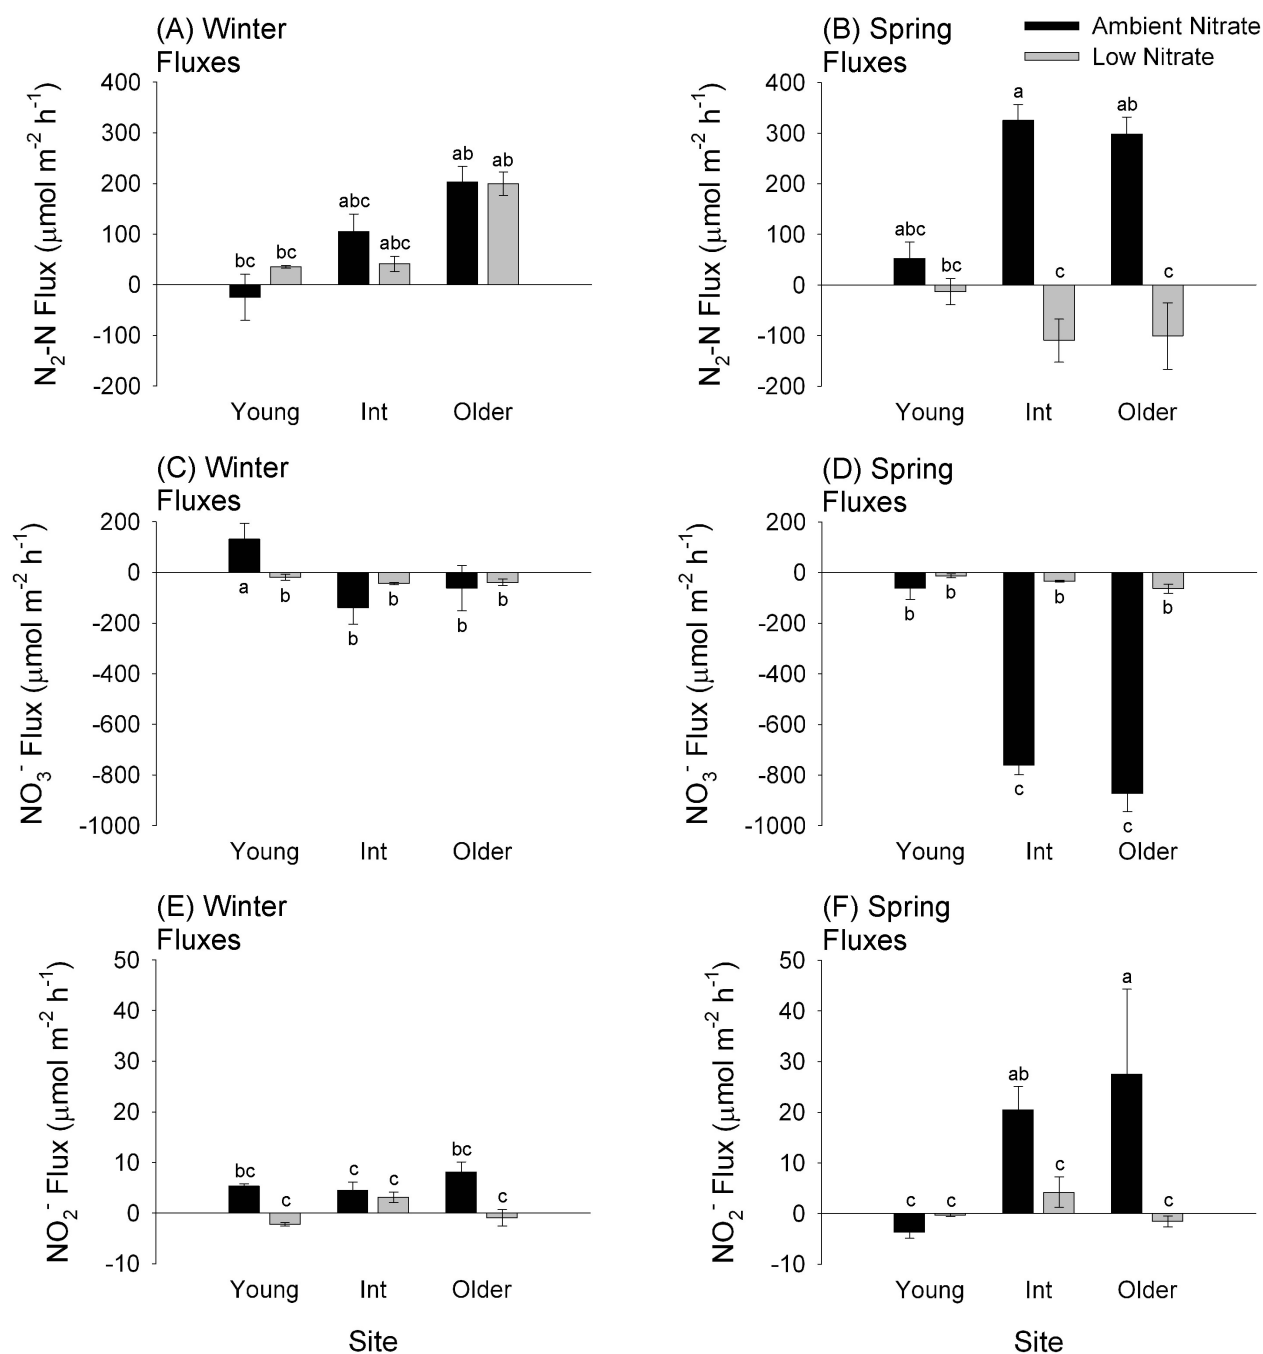 (A) Winter
Fluxes
N₂-N Flux (μmol m⁻² h⁻¹)
400
300
200
100
0
-100
-200
bc
bc
abc
abc
ab
ab
Young
Int
Older
(B) Spring
Fluxes
Ambient Nitrate
Low Nitrate
N₂-N Flux (μmol m⁻² h⁻¹)
400
300
200
100
0
-100
-200
abc
bc
a
c
ab
c
Young
Int
Older
(C) Winter
Fluxes
NO₃⁻ Flux (μmol m⁻² h⁻¹)
200
0
-200
-400
-600
-800
-1000
a
b
b
b
b
b
Young
Int
Older
(D) Spring
Fluxes
NO₃⁻ Flux (μmol m⁻² h⁻¹)
200
0
-200
-400
-600
-800
-1000
b
b
c
b
c
b
Young
Int
Older
(E) Winter
Fluxes
NO₂⁻ Flux (μmol m⁻² h⁻¹)
50
40
30
20
10
0
-10
bc
c
c
c
bc
c
Young
Int
Older
Site
(F) Spring
Fluxes
NO₂⁻ Flux (μmol m⁻² h⁻¹)
50
40
30
20
10
0
-10
c
c
ab
c
a
c
Young
Int
Older
Site